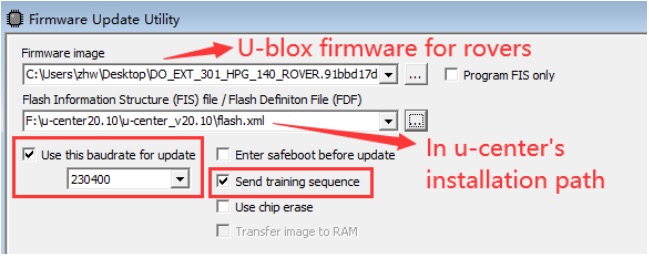 Firmware Update Utility
U-blox firmware for rovers
Firmware image
C:\Users\zhw\Desktop\DO_EXT_301_HPG_140_ROVER.91bbd17d
...
Program FIS only
Flash Information Structure (FIS) file / Flash Definiton File (FDF)
F:\u-center20.10\u-center_v20.10\flash.xml
...
Use this baudrate for update
Enter safeboot before update
In u-center's
230400
Send training sequence
installation path
Use chip erase
Transfer image to RAM